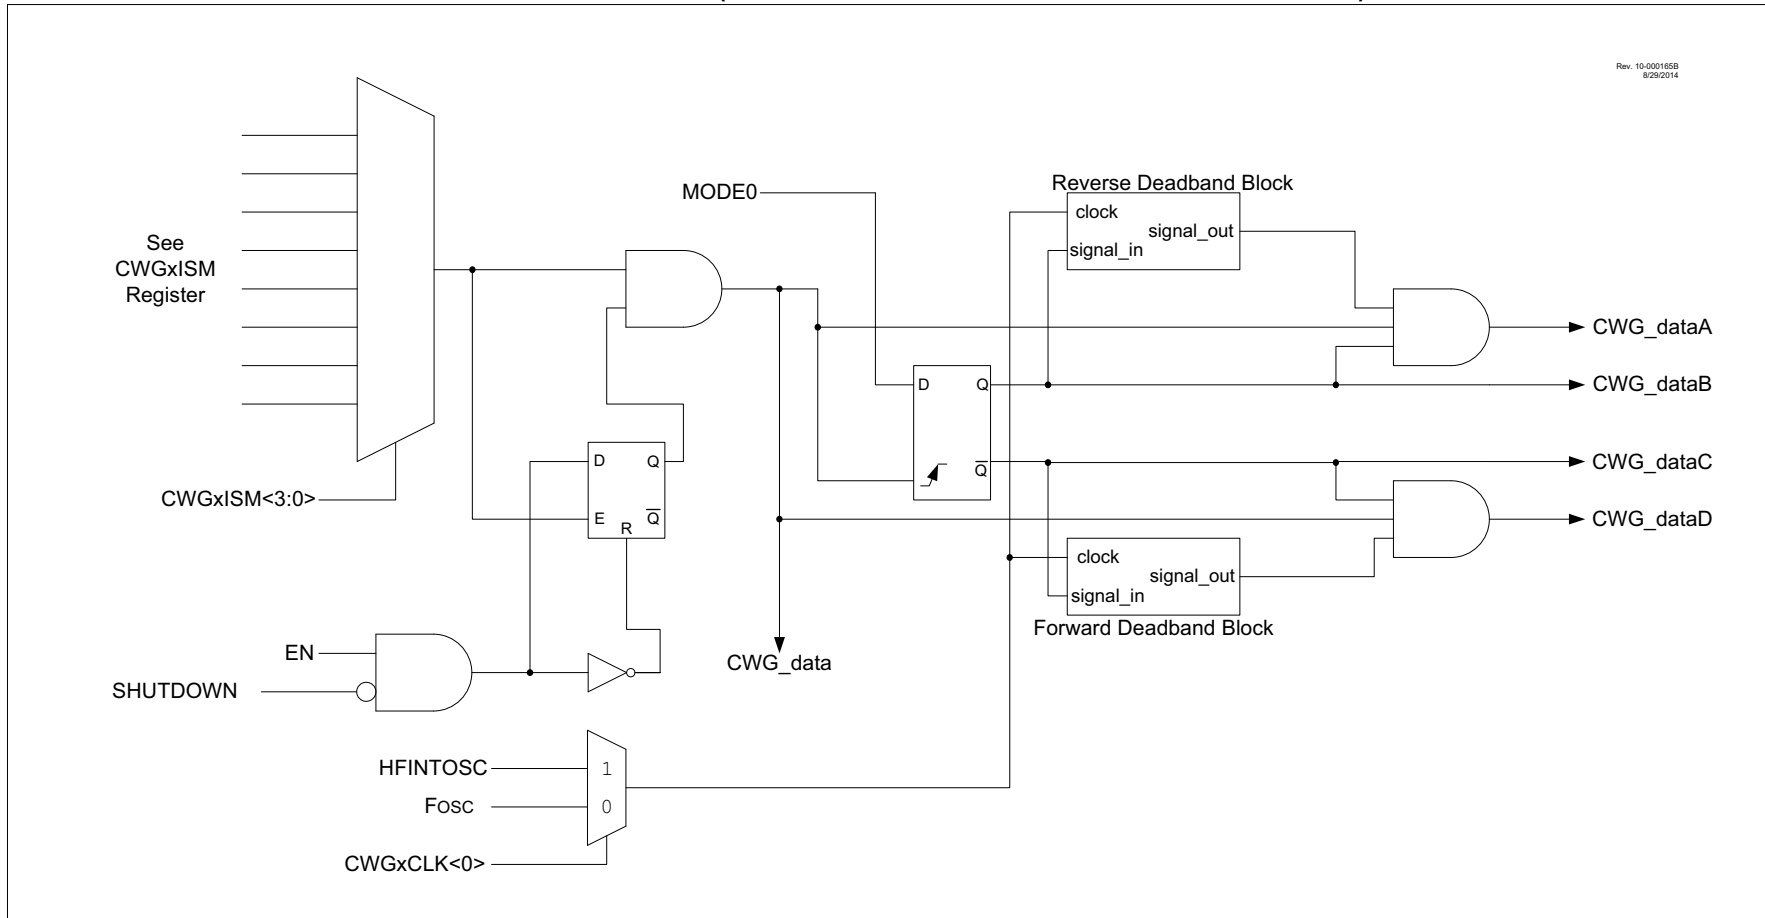 Rev. 10-000165B
8/29/2014
See
CWGxISM
Register
CWGxISM<3:0>
MODE0
D
Q
E
R
Q
EN
SHUTDOWN
CWG_data
HFINTOSC
1
FOSC
0
CWGxCLK<0>
D
Q
Q
Reverse Deadband Block
clock
signal_in
signal_out
clock
signal_in
signal_out
Forward Deadband Block
CWG_dataA
CWG_dataB
CWG_dataC
CWG_dataD